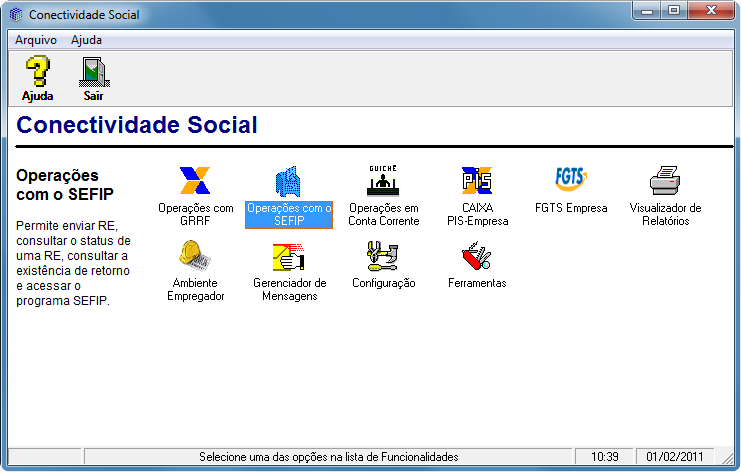 Conectividade Social
Arquivo Ajuda
Ajuda Sair
Conectividade Social
Operações
com o SEFIP
Permite enviar RE,
consultar o status de
uma RE, consultar a
existência de retorno
e acessar o
programa SEFIP.
Operações com
GRRF
Operações com o
SEFIP
GUICHÊ
Operações em
Conta Corrente
PIS
CAIXA
PIS-Empresa
FGTS
FGTS Empresa
Visualizador de
Relatórios
Ambiente
Empregador
Gerenciador de
Mensagens
Configuração
Ferramentas
Selecione uma das opções na lista de Funcionalidades
10:39
01/02/2011